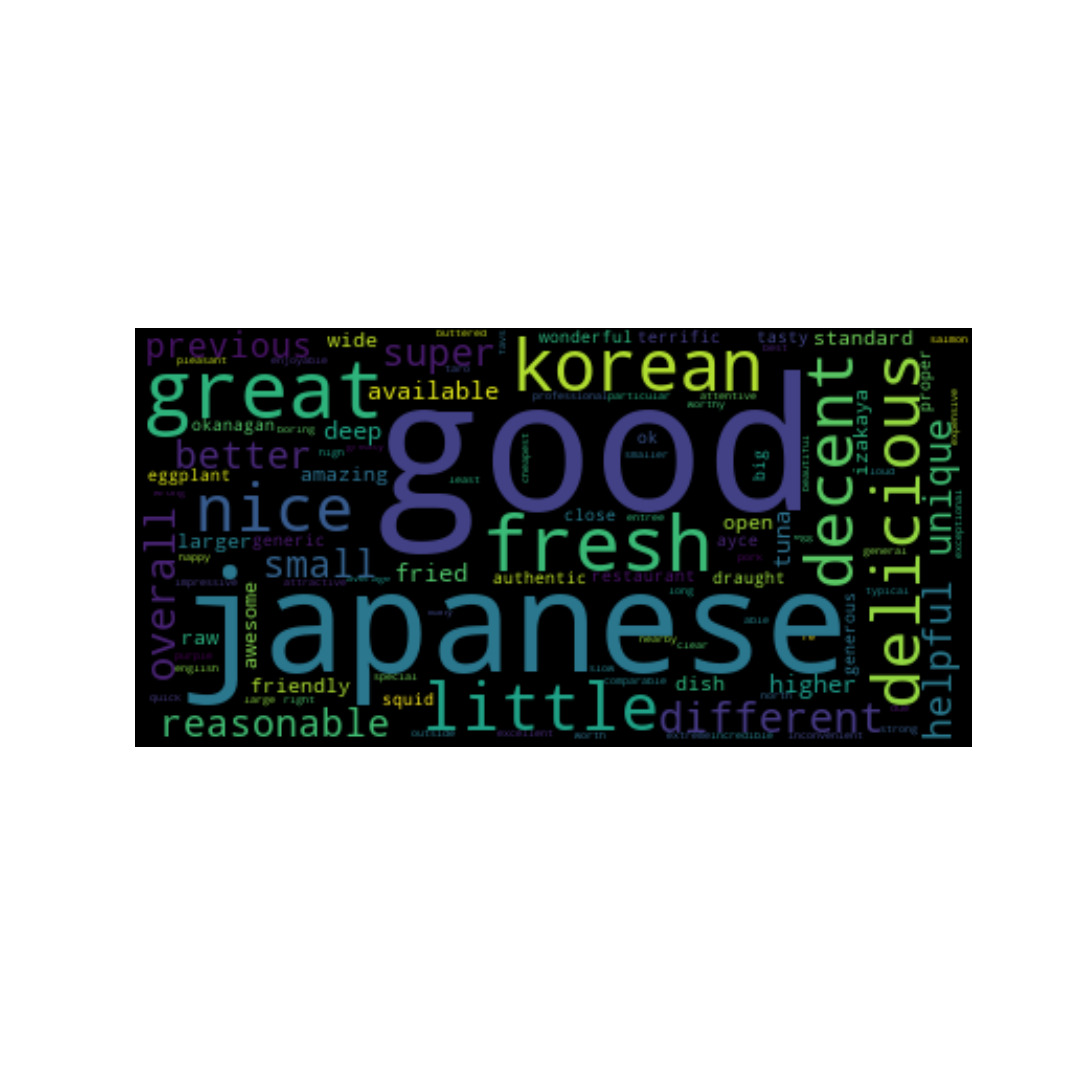 previous
wide
buttered
super
wonderful
terrific
tasty
standard
pleasant
enjoyable
taro
korean
best
great
available
professional
particular
attentive
worthy
okanagan
boring
deep
better
high
good
ok
smaller
cheapest
big
beautiful
decent
izakaya
delicious
proper
expensive
unique
exceptional
loud
eggplant
amazing
least
nice
close
entree
open
tuna
overall
larger
generic
fresh
ayce
general
happy
small
fried
authentic
restaurant
draught
pork
impressive
attractive
average
awesome
japanese
long
able
generous
typical
helpful
raw
purple
english
nearby
clear
slow
friendly
special
comparable
dish
higher
north
quick
large
right
squid
little
different
reasonable
outside
excellent
worth
extreme
incredible
inconvenient
strong